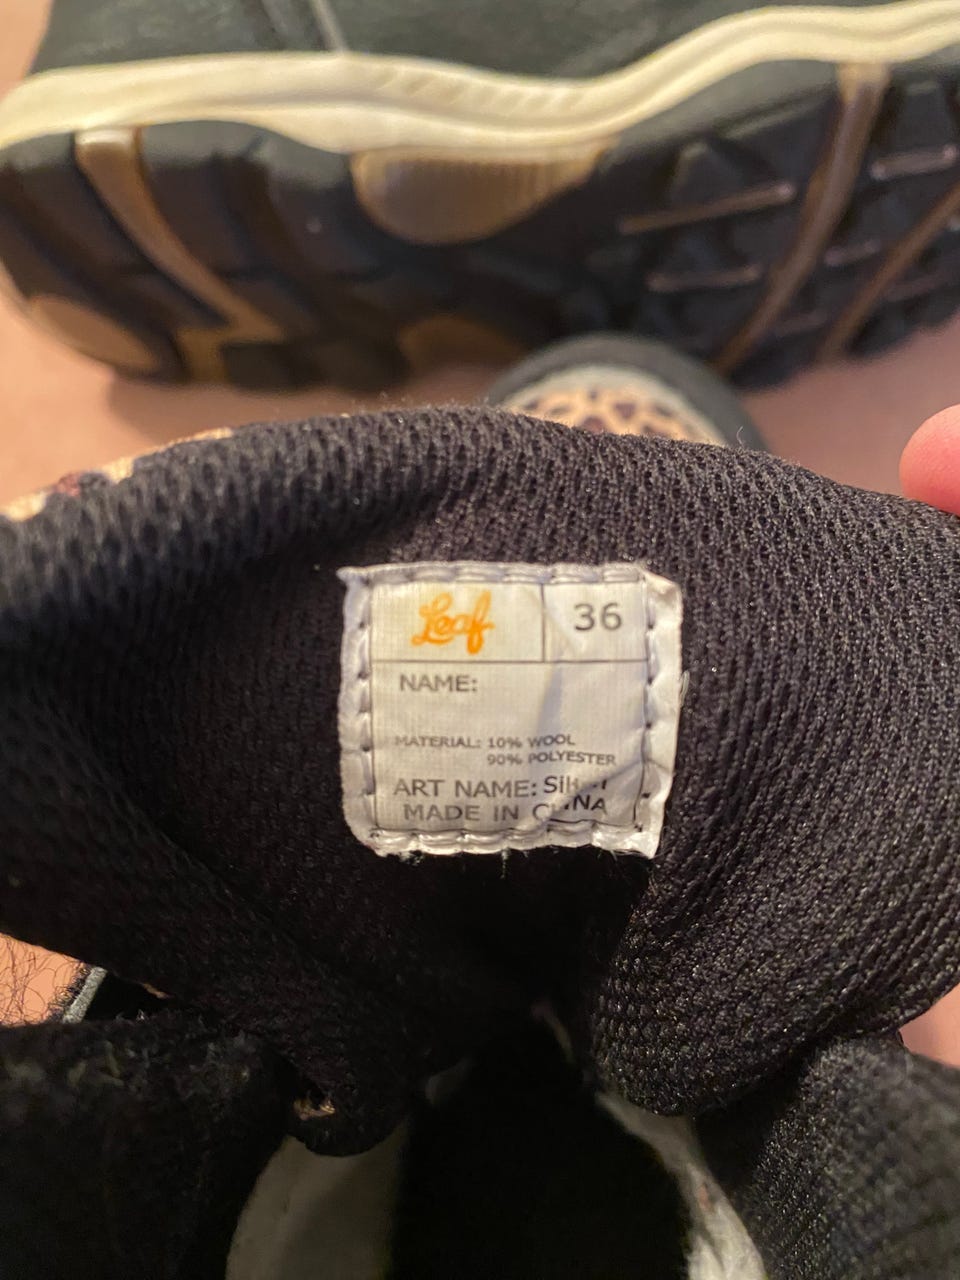 Leaf 36
NAME:
MATERIAL: 10% WOOL
90% POLYESTER
ART NAME:
MADE IN CHINA